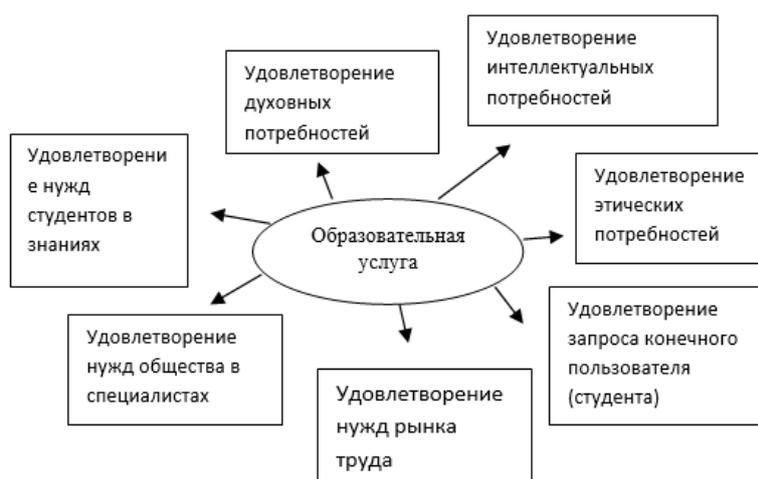 Удовлетворение
интеллектуальных
потребностей
Удовлетворение
духовных
потребностей
Удовлетворени
е нужд
студентов в
знаниях
Удовлетворение
этических
потребностей
Образовательная
услуга
Удовлетворение
запроса конечного
пользователя
(студента)
Удовлетворение
нужд общества в
специалистах
Удовлетворение
нужд рынка
труда